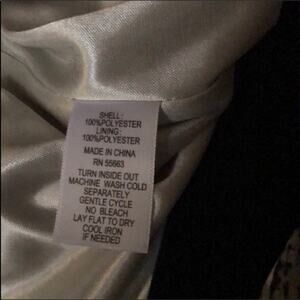 SHELL:
100%POLYESTER
LINING:
100%POLYESTER
MADE IN CHINA
RN 55663
TURN INSIDE OUT
MACHINE WASH COLD
SEPARATELY
GENTLE CYCLE
NO BLEACH
LAY FLAT TO DRY
COOL IRON
IF NEEDED